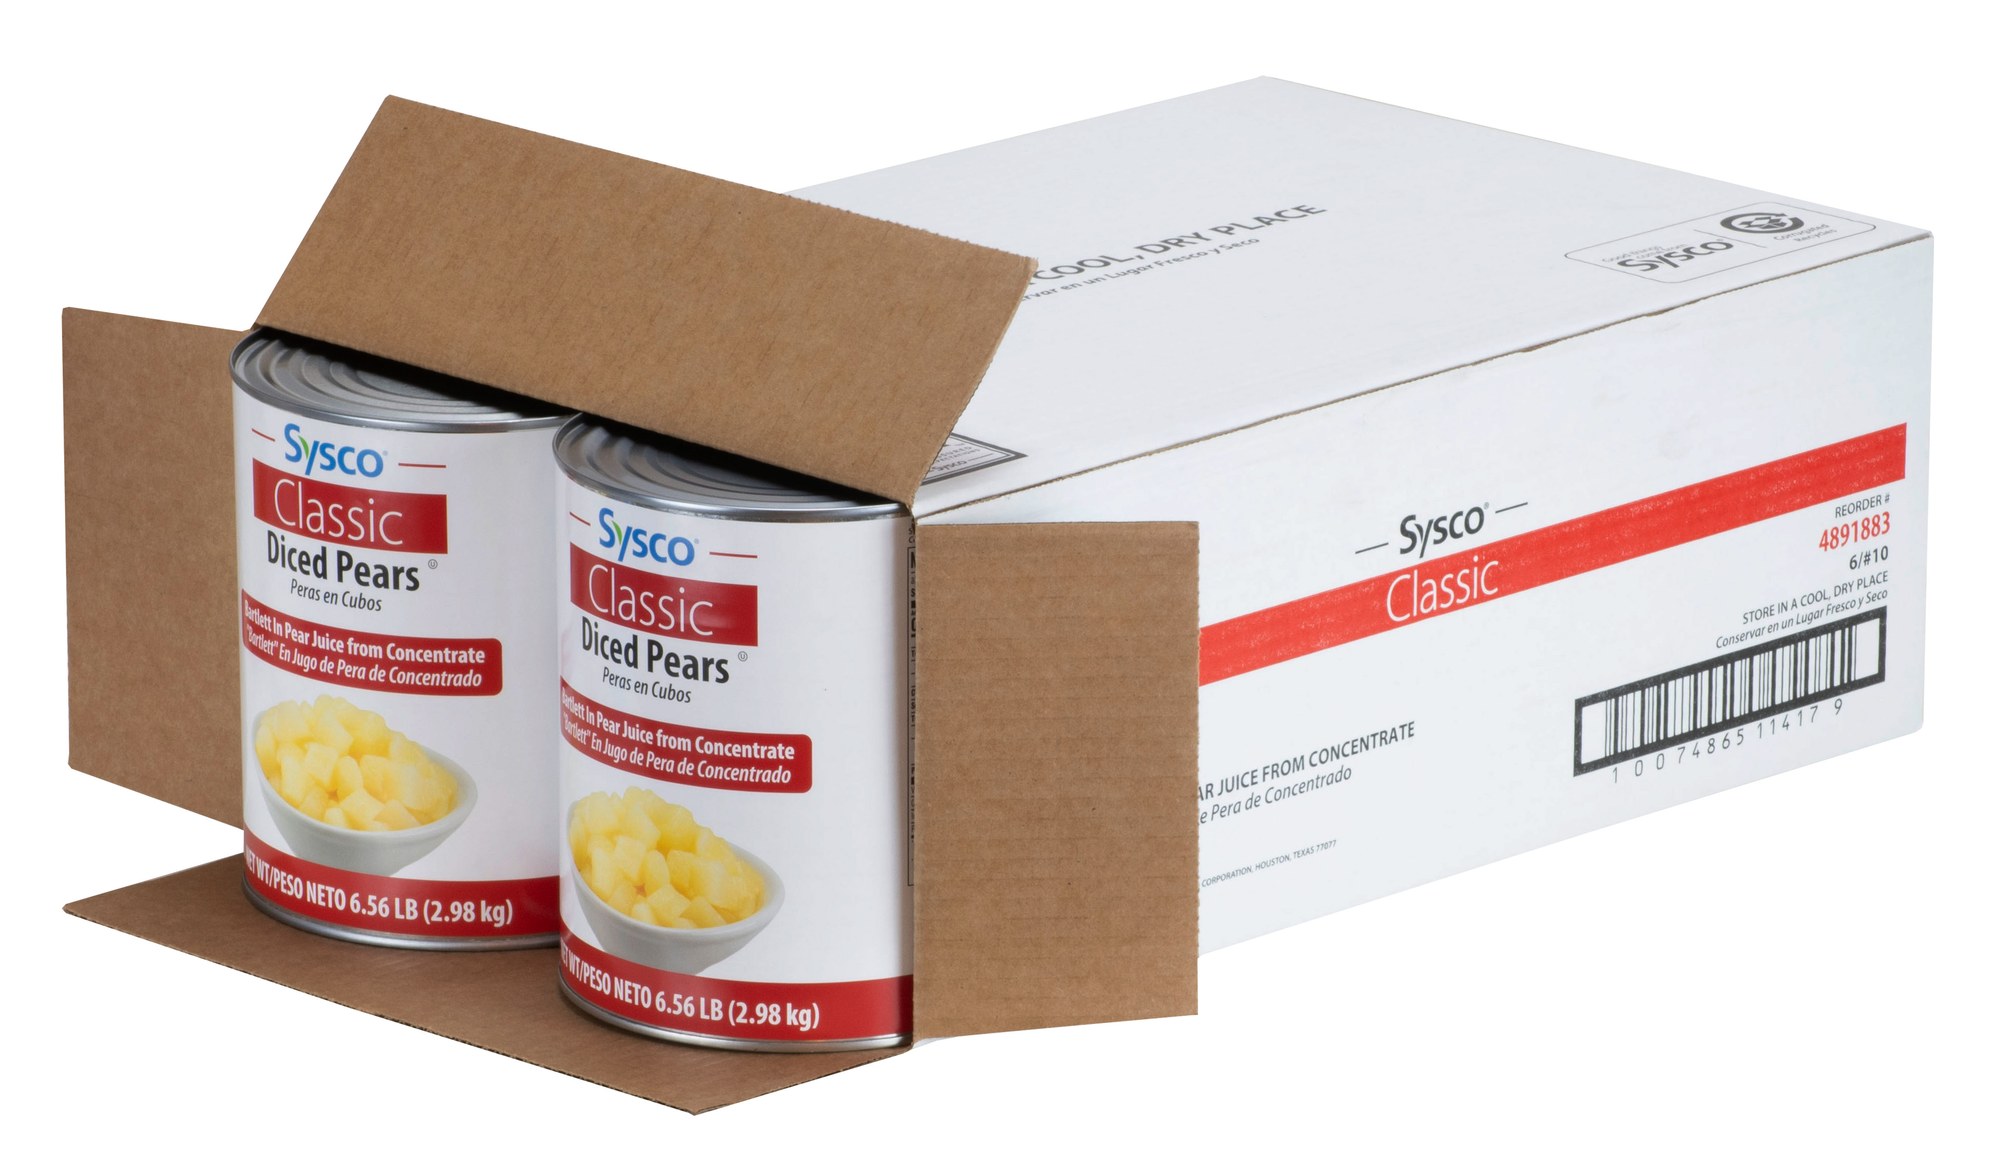 Sysco
Classic
Diced Pears
Peras en Cubos
Bartlett In Pear Juice from Concentrate
"Bartlett" En Jugo de Pera de Concentrado
WT/PESO NETO 6.56 LB (2.98 kg)
Sysco
Classic
Diced Pears
Peras en Cubos
Bartlett In Pear Juice from Concentrate
"Bartlett" En Jugo de Pera de Concentrado
WT/PESO NETO 6.56 LB (2.98 kg)
COOL, DRY PLACE
en un Lugar Fresco y Seco
Sysco
Corrugated
Recycles
Sysco
Sysco
Classic
REORDER #
4891883
6/#10
STORE IN A COOL, DRY PLACE
Conservar en un Lugar Fresco y Seco
1 00 74865 11417 9
JUICE FROM CONCENTRATE
Pera de Concentrado
CORPORATION, HOUSTON, TEXAS 77077